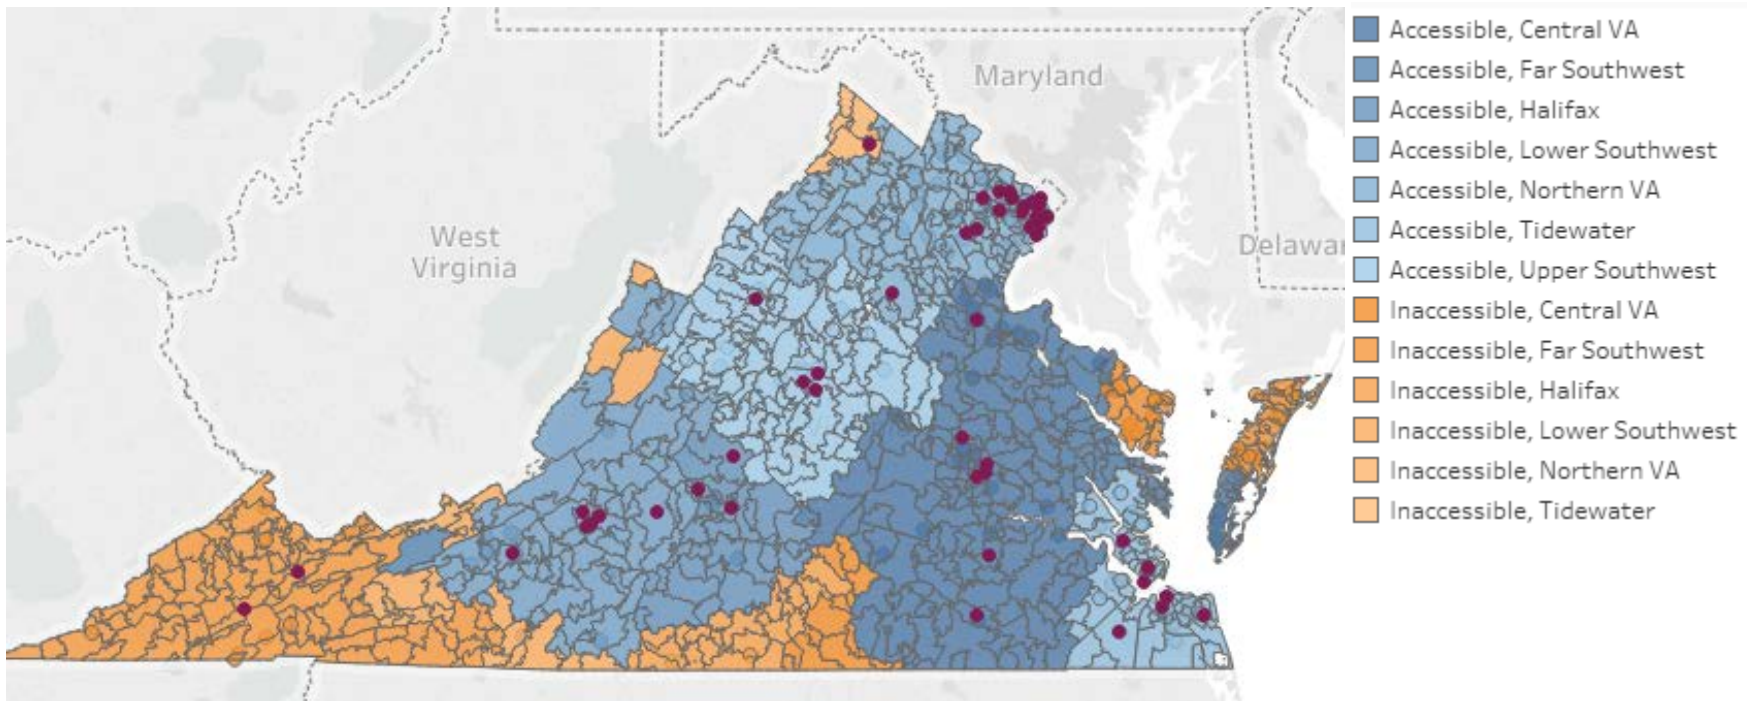 Maryland
West
Virginia
Delawar
Accessible, Central VA
Accessible, Far Southwest
Accessible, Halifax
Accessible, Lower Southwest
Accessible, Northern VA
Accessible, Tidewater
Accessible, Upper Southwest
Inaccessible, Central VA
Inaccessible, Far Southwest
Inaccessible, Halifax
Inaccessible, Lower Southwest
Inaccessible, Northern VA
Inaccessible, Tidewater